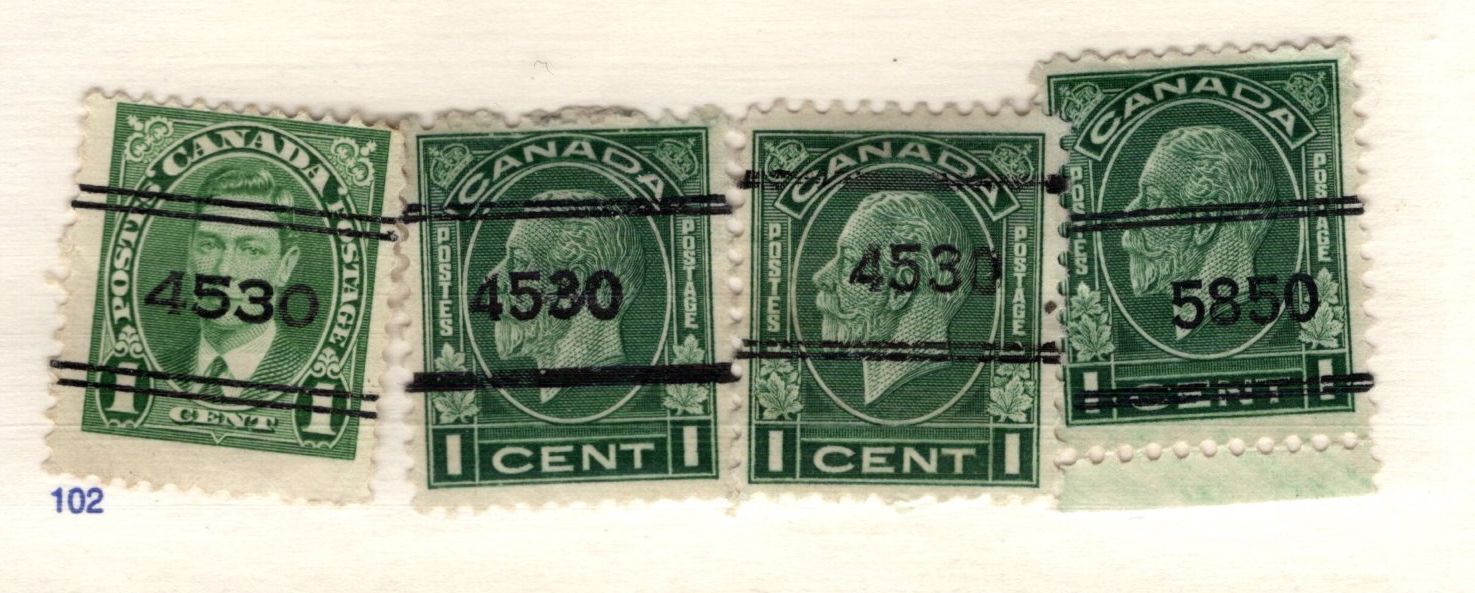 CANADA
POSTES POSTAGE
4530
1 CENT 1
CANADA
POSTES POSTAGE
4530
1 CENT 1
CANADA
POSTES POSTAGE
4530
1 CENT 1
CANADA
POSTES POSTAGE
5850
1 CENT 1
102